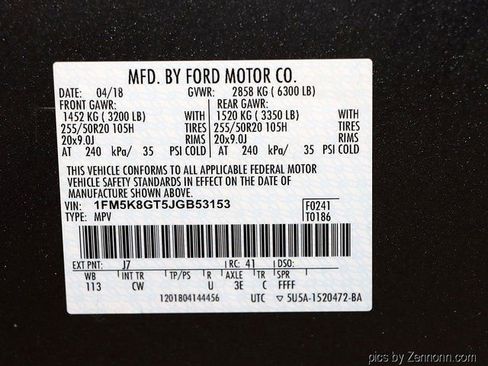 MFD. BY FORD MOTOR CO.
DATE: 04/18 GVWR: 2858 KG ( 6300 LB)
FRONT GAWR: REAR GAWR:
1452 KG ( 3200 LB) WITH 1520 KG ( 3350 LB) WITH
255/50R20 105H TIRES 255/50R20 105H TIRES
20x9.0J RIMS 20x9.0J RIMS
AT 240 kPa/ 35 PSI COLD AT 240 kPa/ 35 PSI COLD
THIS VEHICLE CONFORMS TO ALL APPLICABLE FEDERAL MOTOR
VEHICLE SAFETY STANDARDS IN EFFECT ON THE DATE OF
MANUFACTURE SHOWN ABOVE.
VIN: 1FM5K8GT5JGB53153 F0241
TYPE: MPV T0186
EXT PNT: J7 RC: 41 DSO:
WB INT TR TP/PS R AXLE TR SPR
113 CW U 3E C FFFF
1201804144456 UTC 5U5A-1520472-BA
pics by Zennonn.com